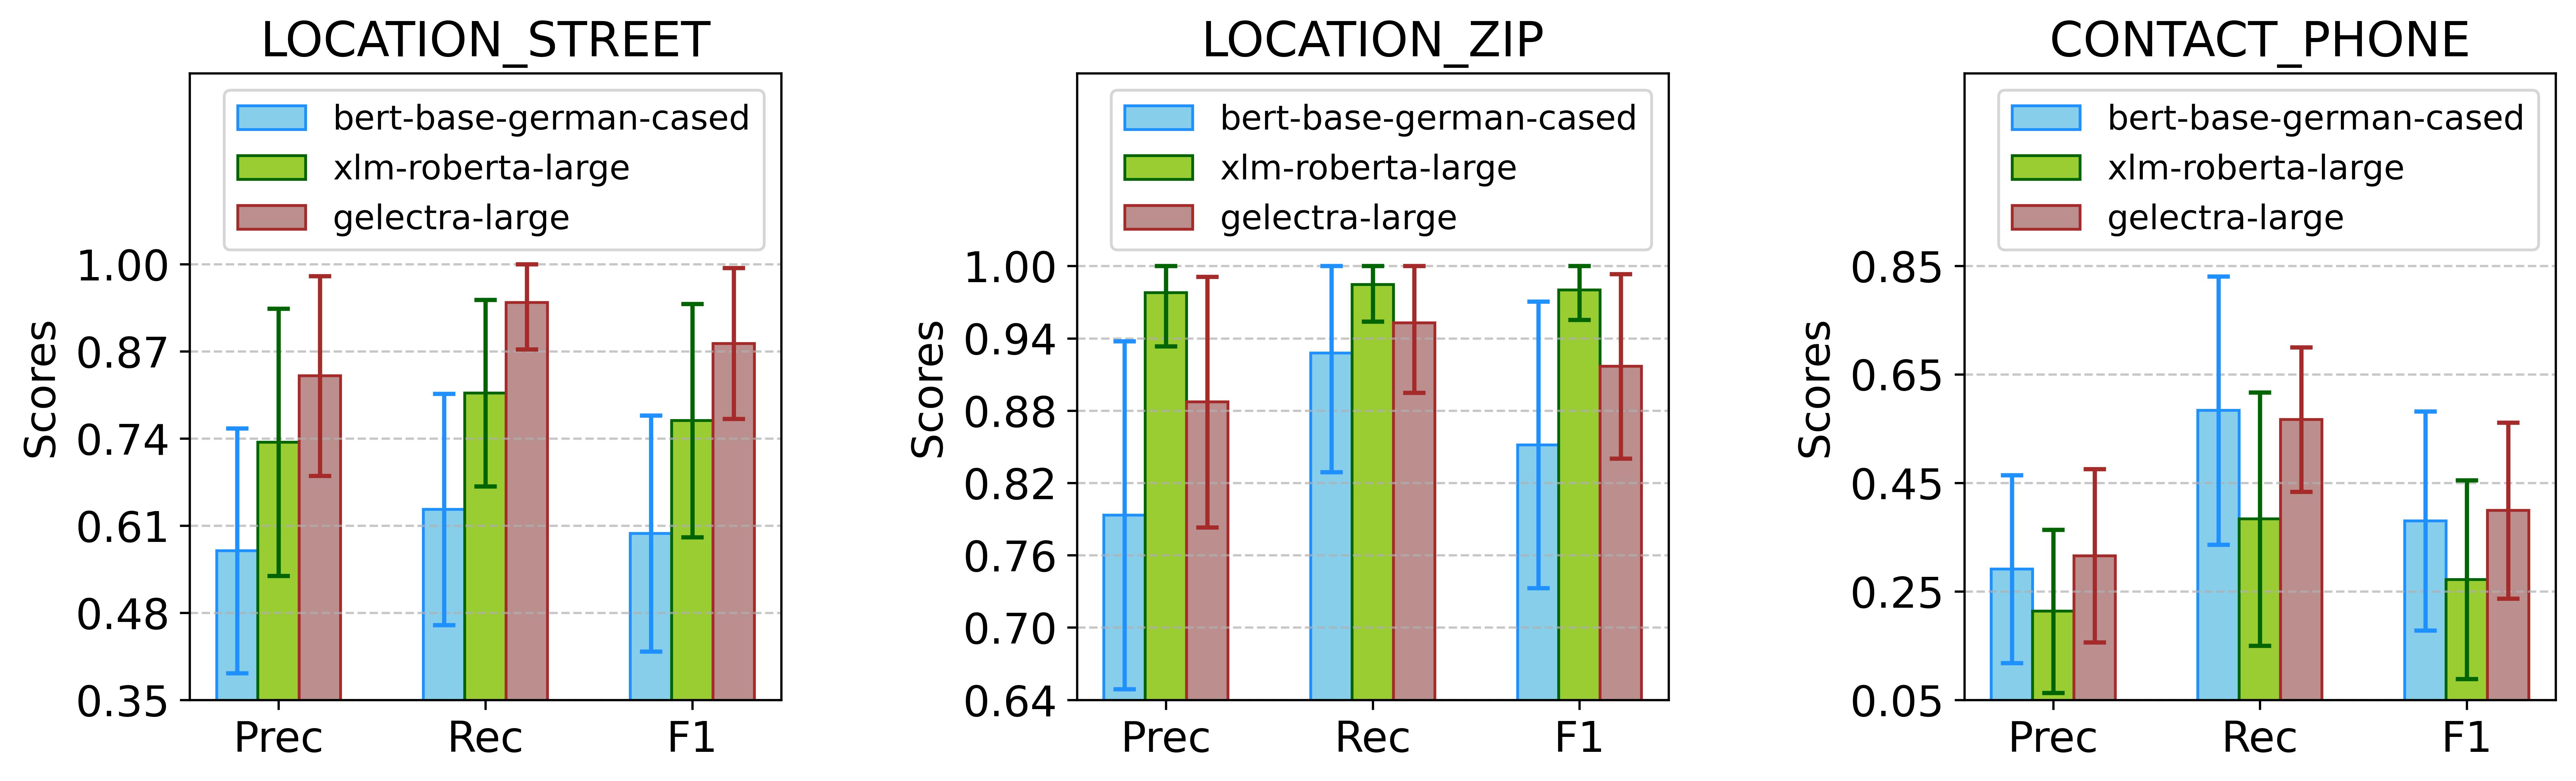 LOCATION_STREET
bert-base-german-cased
xlm-roberta-large
gelectra-large
Scores
1.00
0.87
0.74
0.61
0.48
0.35
Prec
Rec
F1
LOCATION_ZIP
bert-base-german-cased
xlm-roberta-large
gelectra-large
Scores
1.00
0.94
0.88
0.82
0.76
0.70
0.64
Prec
Rec
F1
CONTACT_PHONE
bert-base-german-cased
xlm-roberta-large
gelectra-large
Scores
0.85
0.65
0.45
0.25
0.05
Prec
Rec
F1